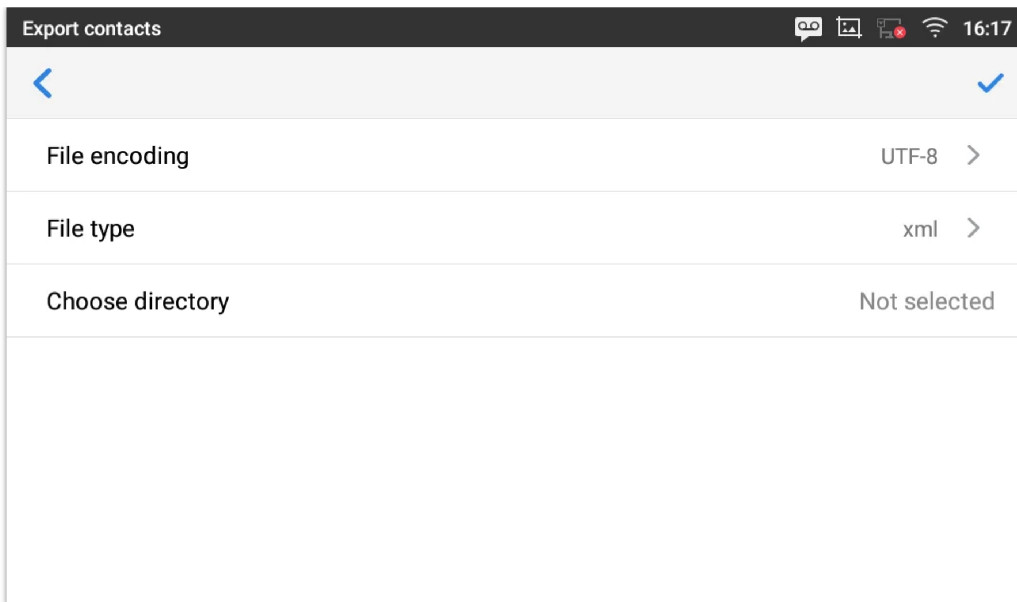 Export contacts 16:17
File encoding UTF-8
File type xml
Choose directory Not selected